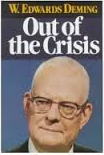 W. EDWARDS DEMING
Out of
the Crisis